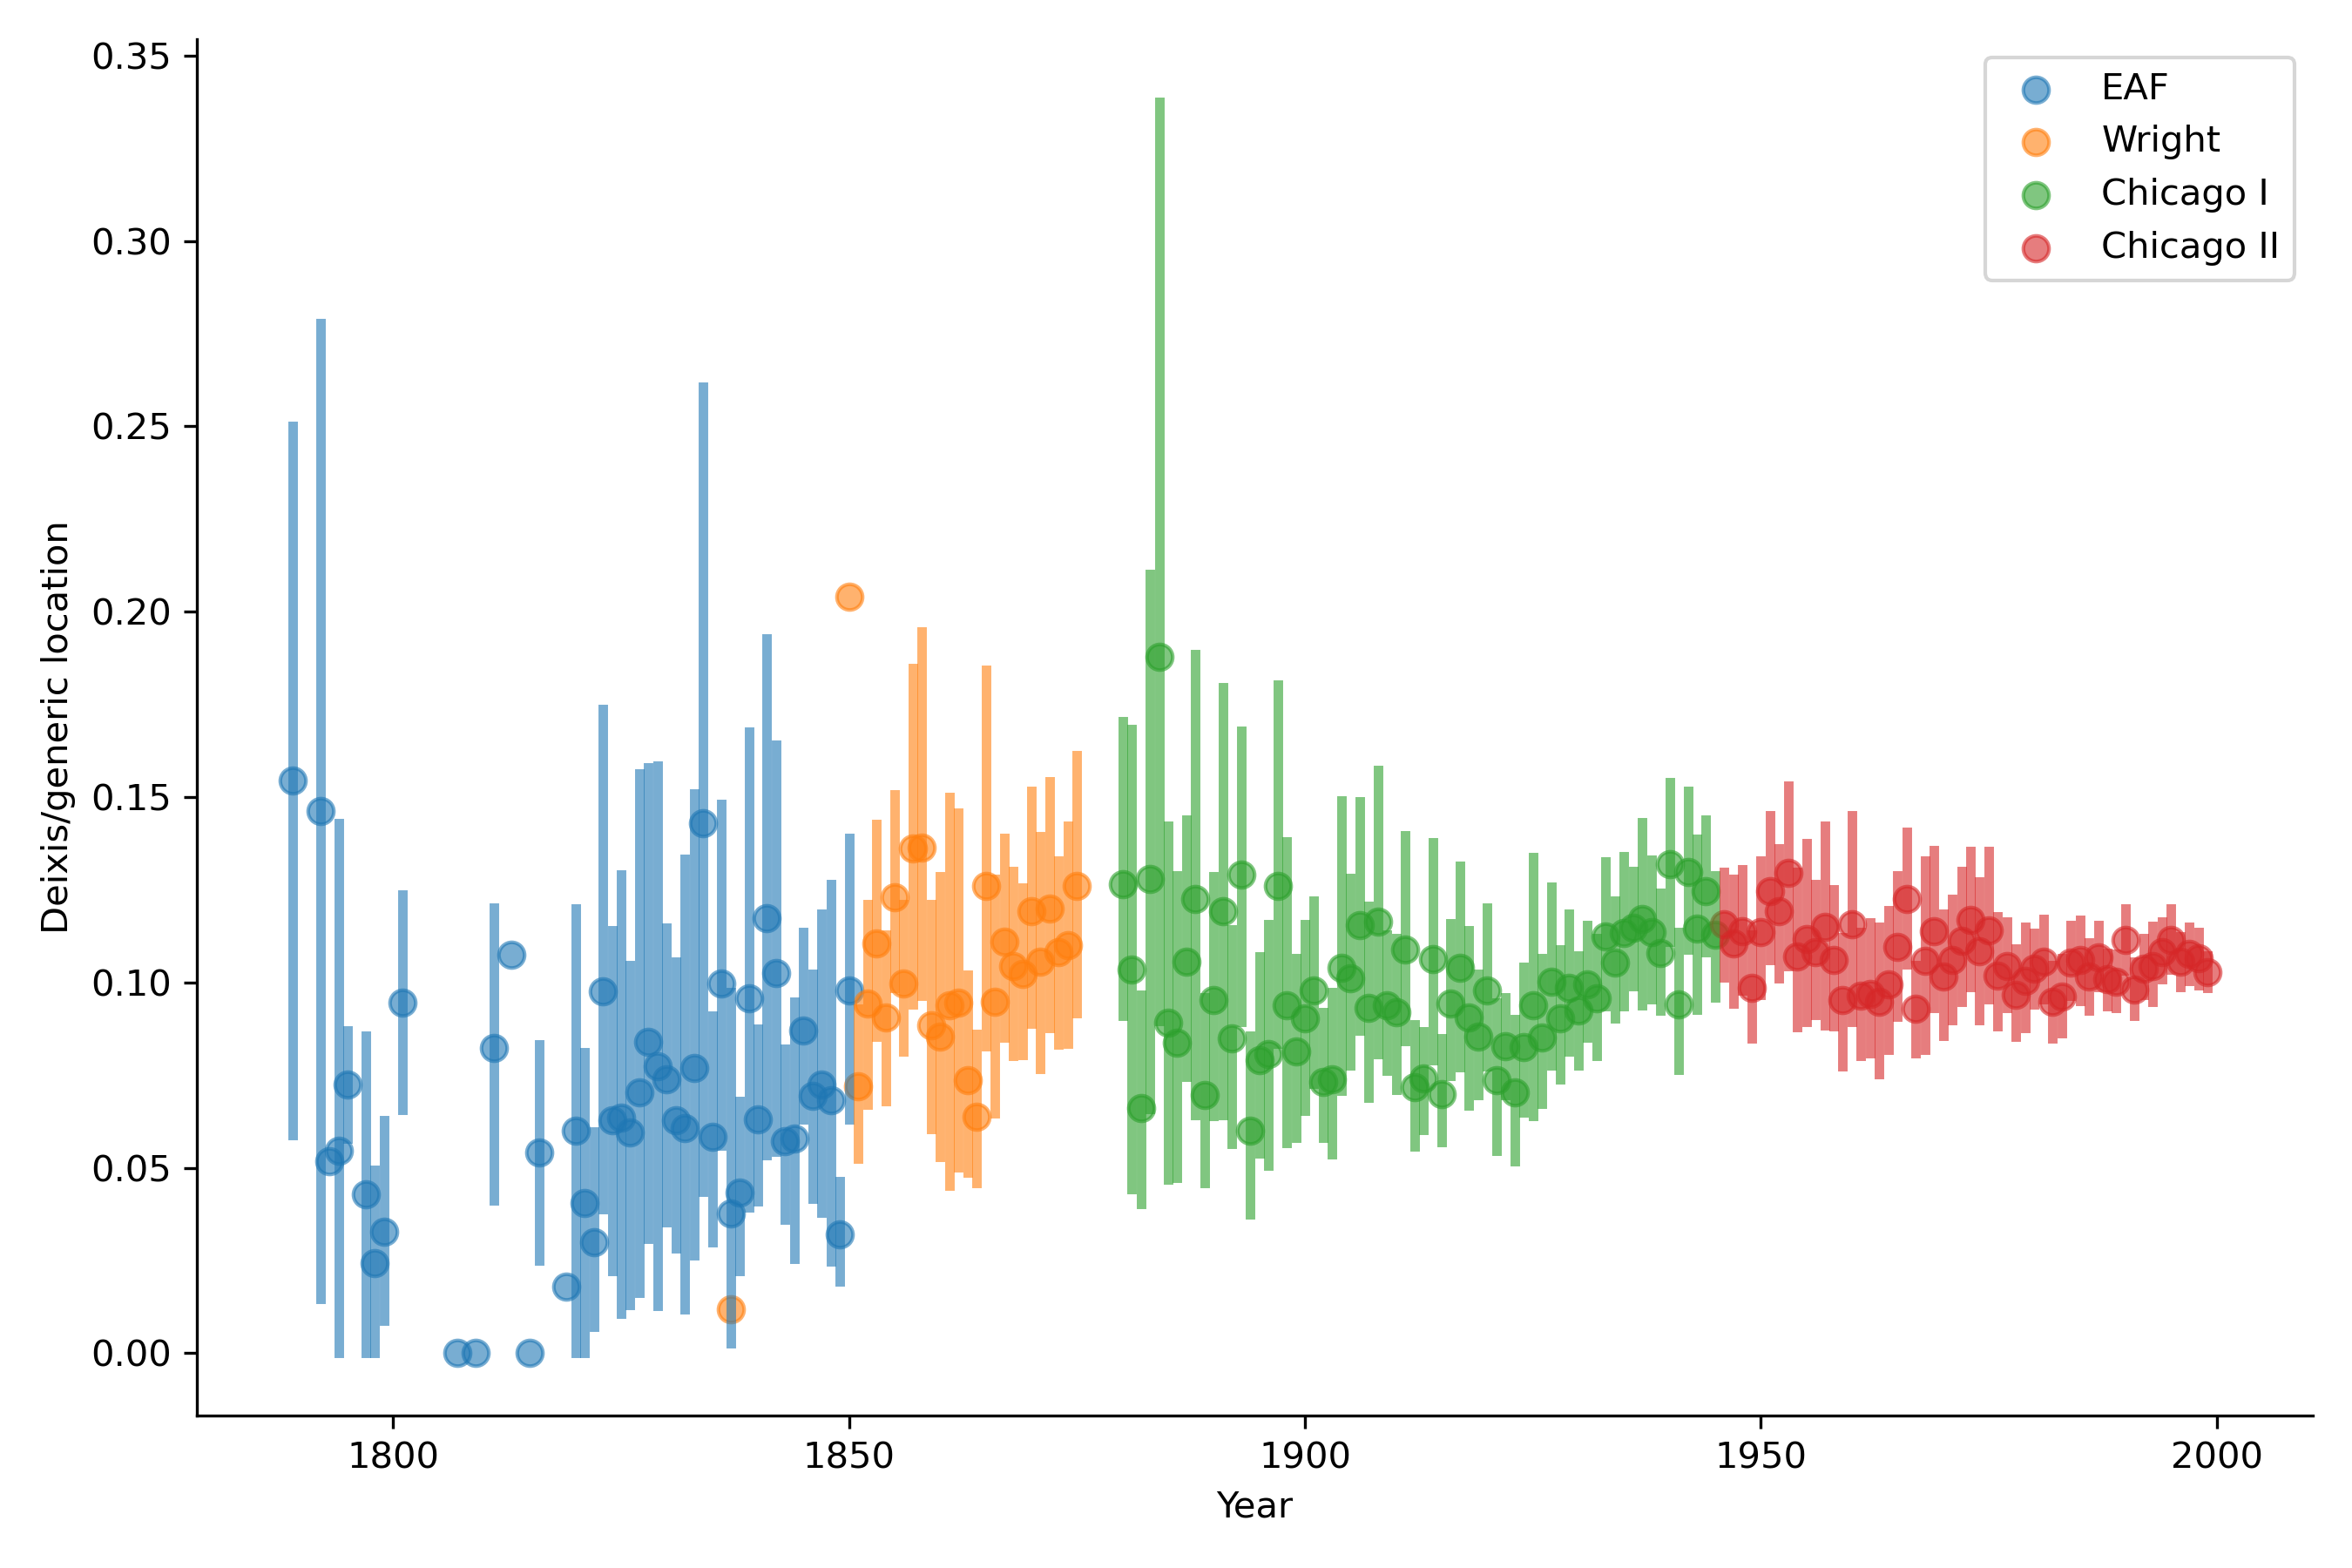 0.35
0.30
0.25
0.20
0.15
0.10
0.05
0.00
Deixis/generic location
1800
1850
1900
1950
2000
Year
EAF
Wright
Chicago I
Chicago II